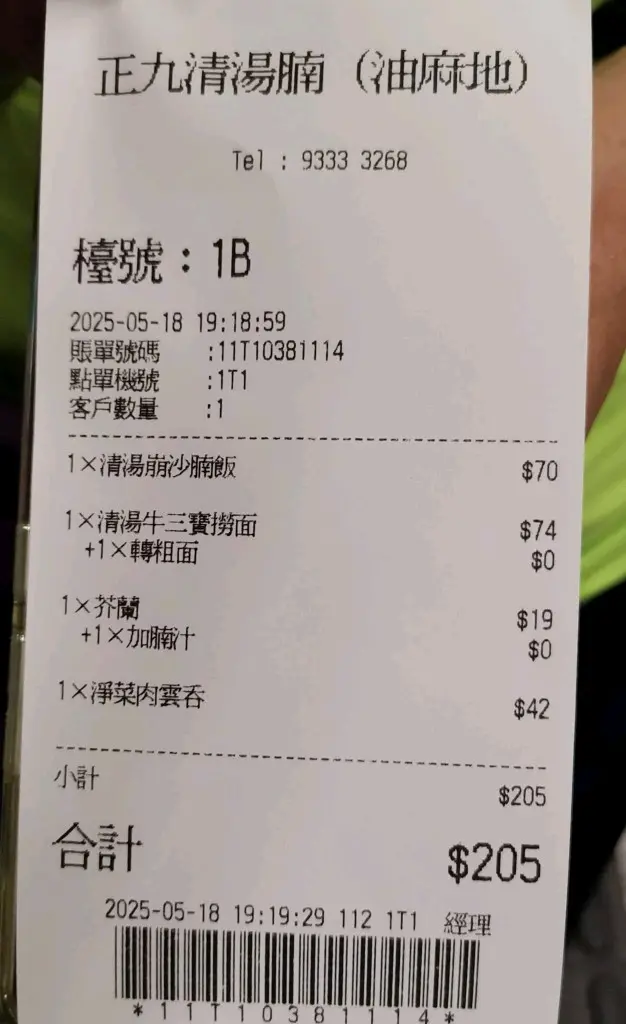 正九清湯腩（油麻地）
Tel : 9333 3268
檯號：1B
2025-05-18 19:18:59
賬單號碼 :11T10381114
點單機號 :1T1
客戶數量 :1
1×清湯崩沙腩飯 $70
1×清湯牛三寶撈面 $74
+1×轉粗面 $0
1×芥蘭 $19
+1×加腩汁 $0
1×淨菜肉雲吞 $42
小計 $205
合計 $205
2025-05-18 19:19:29 112 1T1 經理
*11T10381114*